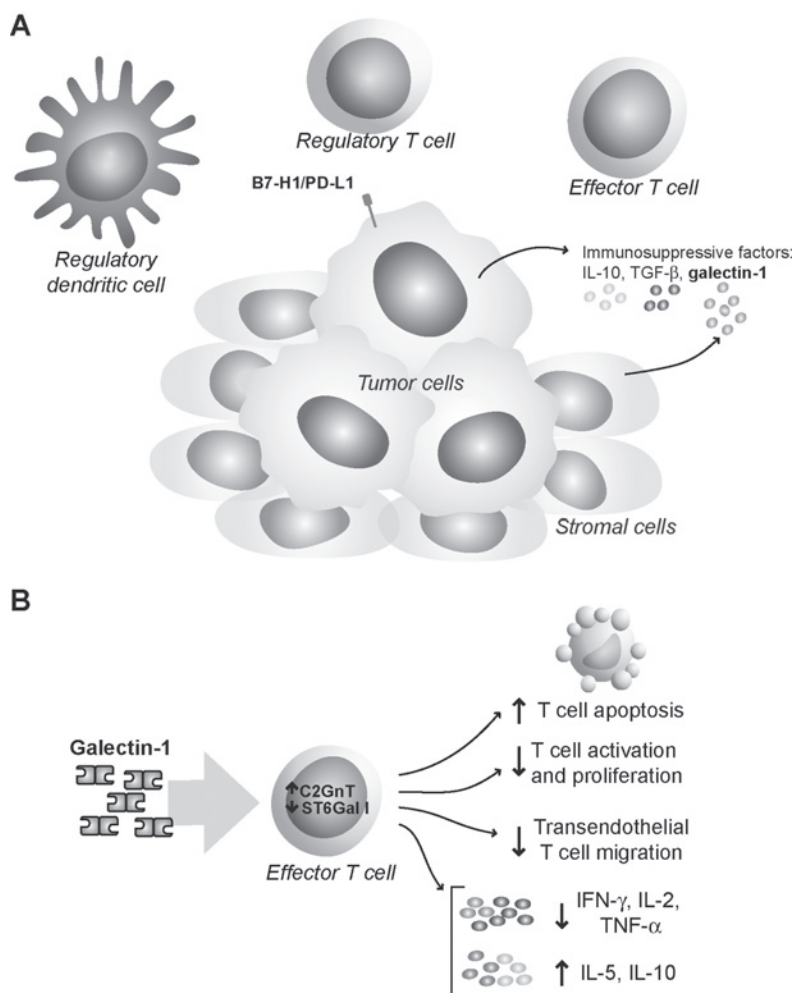 A
Regulatory T cell
Effector T cell
B7-H1/PD-L1
Regulatory
dendritic cell
Immunosuppressive factors:
IL-10, TGF-β, galectin-1
Tumor cells
Stromal cells
B
Galectin-1
↑C2GnT
↓ST6Gal I
Effector T cell
↑ T cell apoptosis
↓ T cell activation
and proliferation
↓ Transendothelial
T cell migration
↓ IFN-γ, IL-2,
TNF-α
↑ IL-5, IL-10